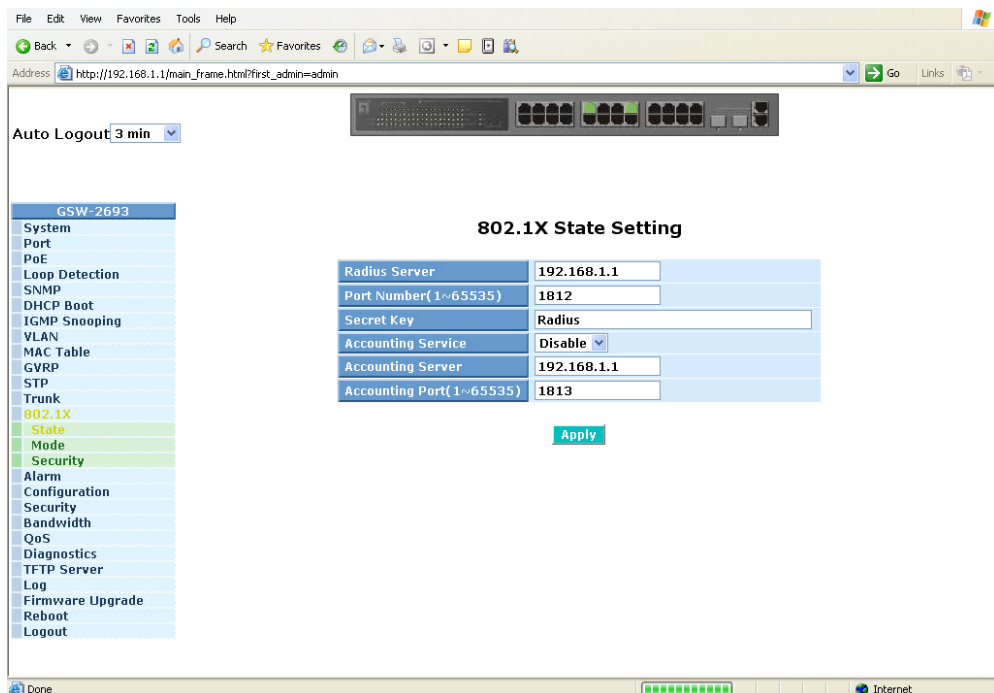 File Edit View Favorites Tools Help
Back Search Favorites
Address http://192.168.1.1/main_frame.html?first_admin=admin Go Links
Auto Logout 3 min
GSW-2693
System
Port
PoE
Loop Detection
SNMP
DHCP Boot
IGMP Snooping
VLAN
MAC Table
GVRP
STP
Trunk
802.1X
State
Mode
Security
Alarm
Configuration
Security
Bandwidth
QoS
Diagnostics
TFTP Server
Log
Firmware Upgrade
Reboot
Logout
802.1X State Setting
Radius Server 192.168.1.1
Port Number(1~65535) 1812
Secret Key Radius
Accounting Service Disable
Accounting Server 192.168.1.1
Accounting Port(1~65535) 1813
Apply
Done Internet